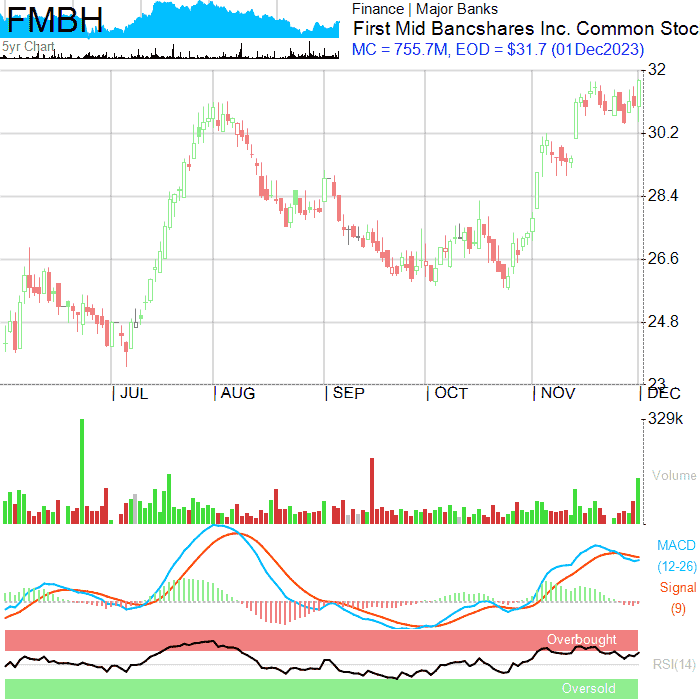 FMBH
5yr Chart
Finance | Major Banks
First Mid Bancshares Inc. Common Stoc
MC = 755.7M, EOD = $31.7 (01Dec2023)
32
30.2
28.4
26.6
24.8
23
JUL AUG SEP OCT NOV DEC
329k
Volume
MACD
(12-26)
Signal
(9)
Overbought
RSI(14)
Oversold